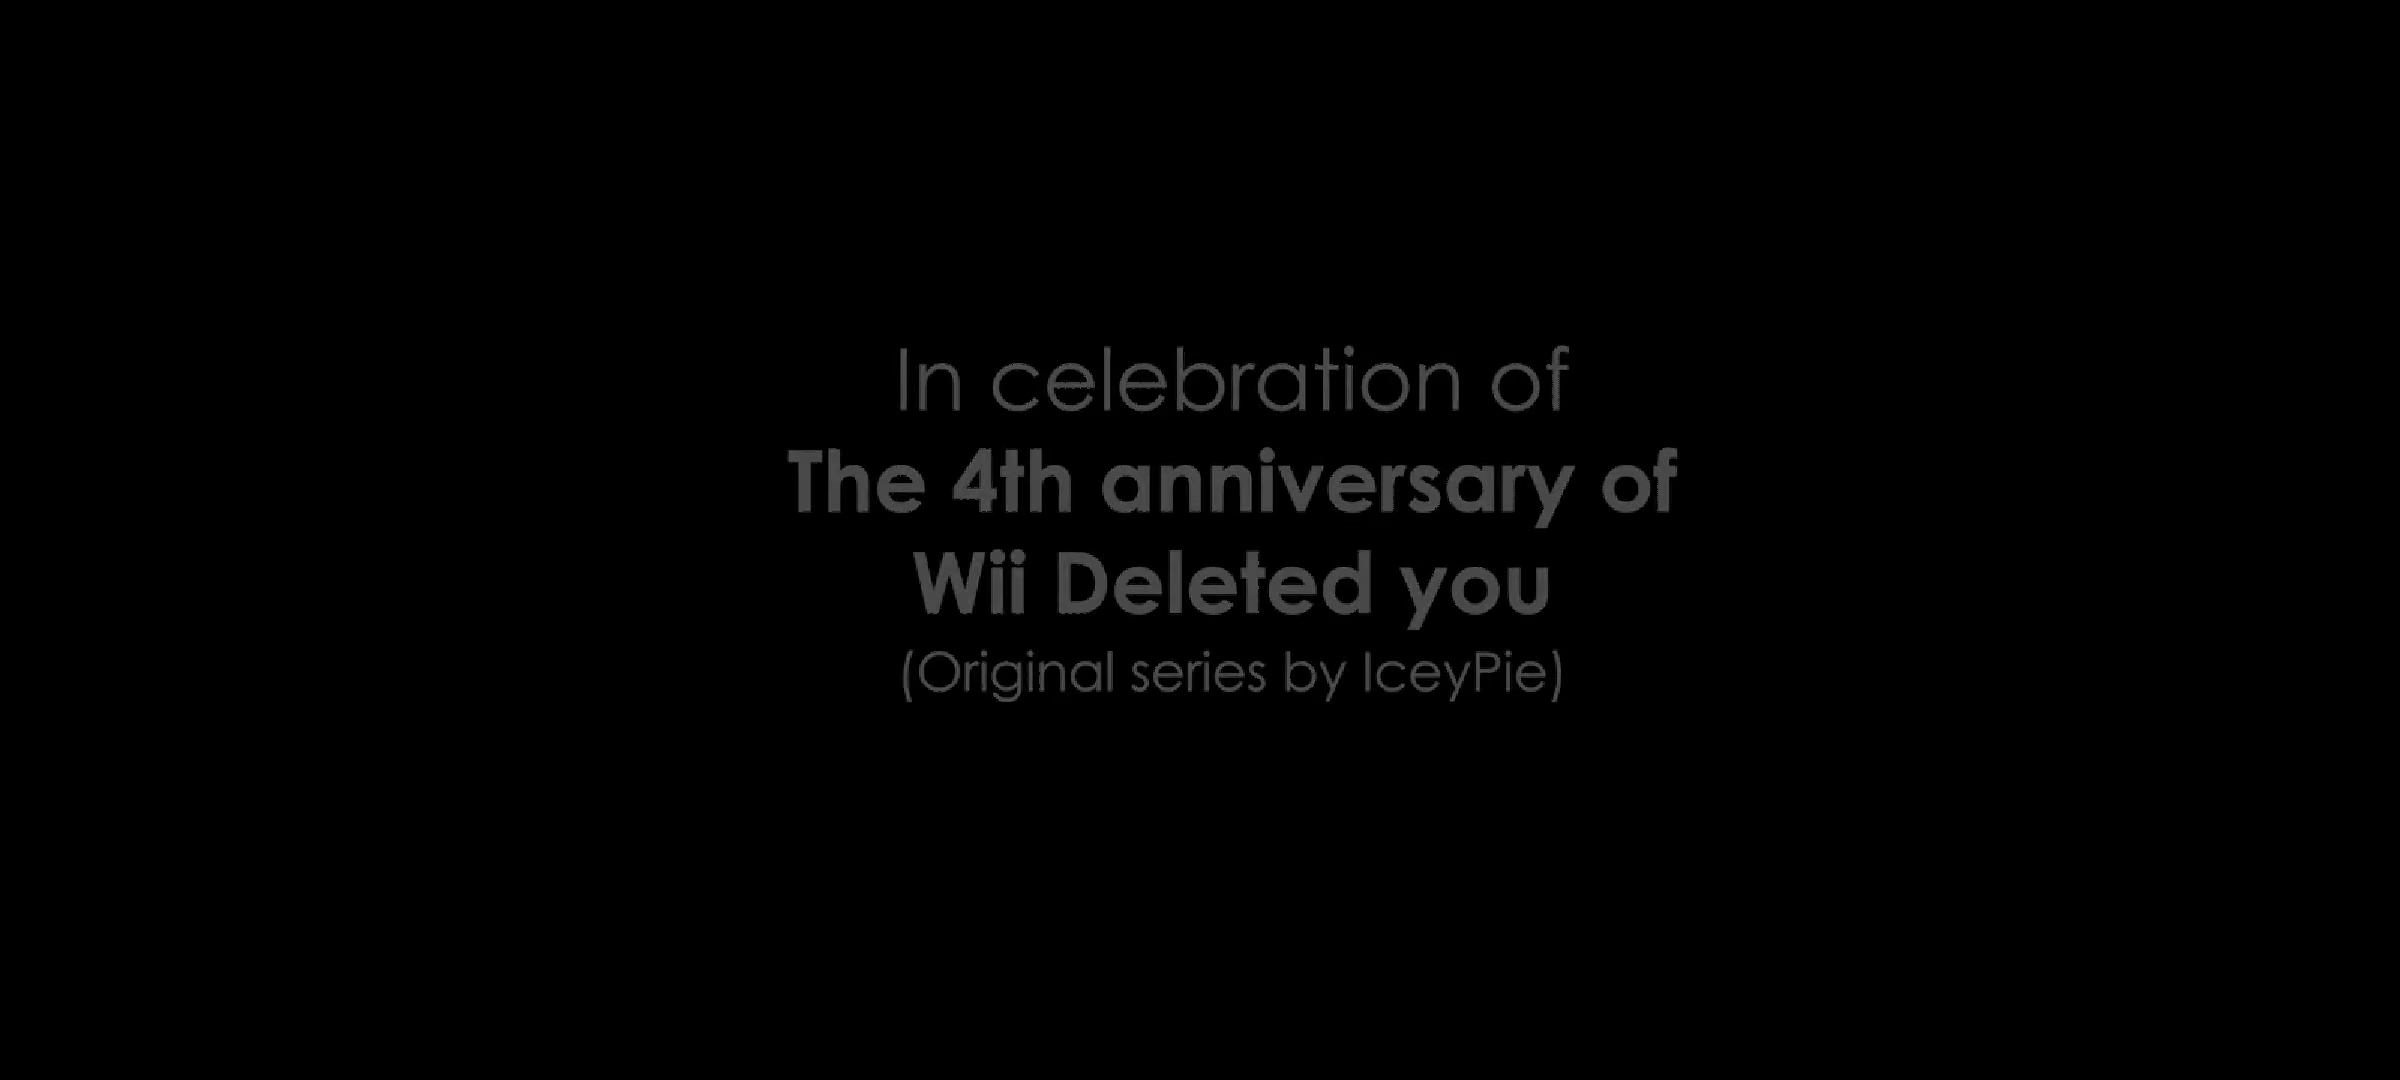 In celebration of
The 4th anniversary of
Wii Deleted you
(Original series by IceyPie)